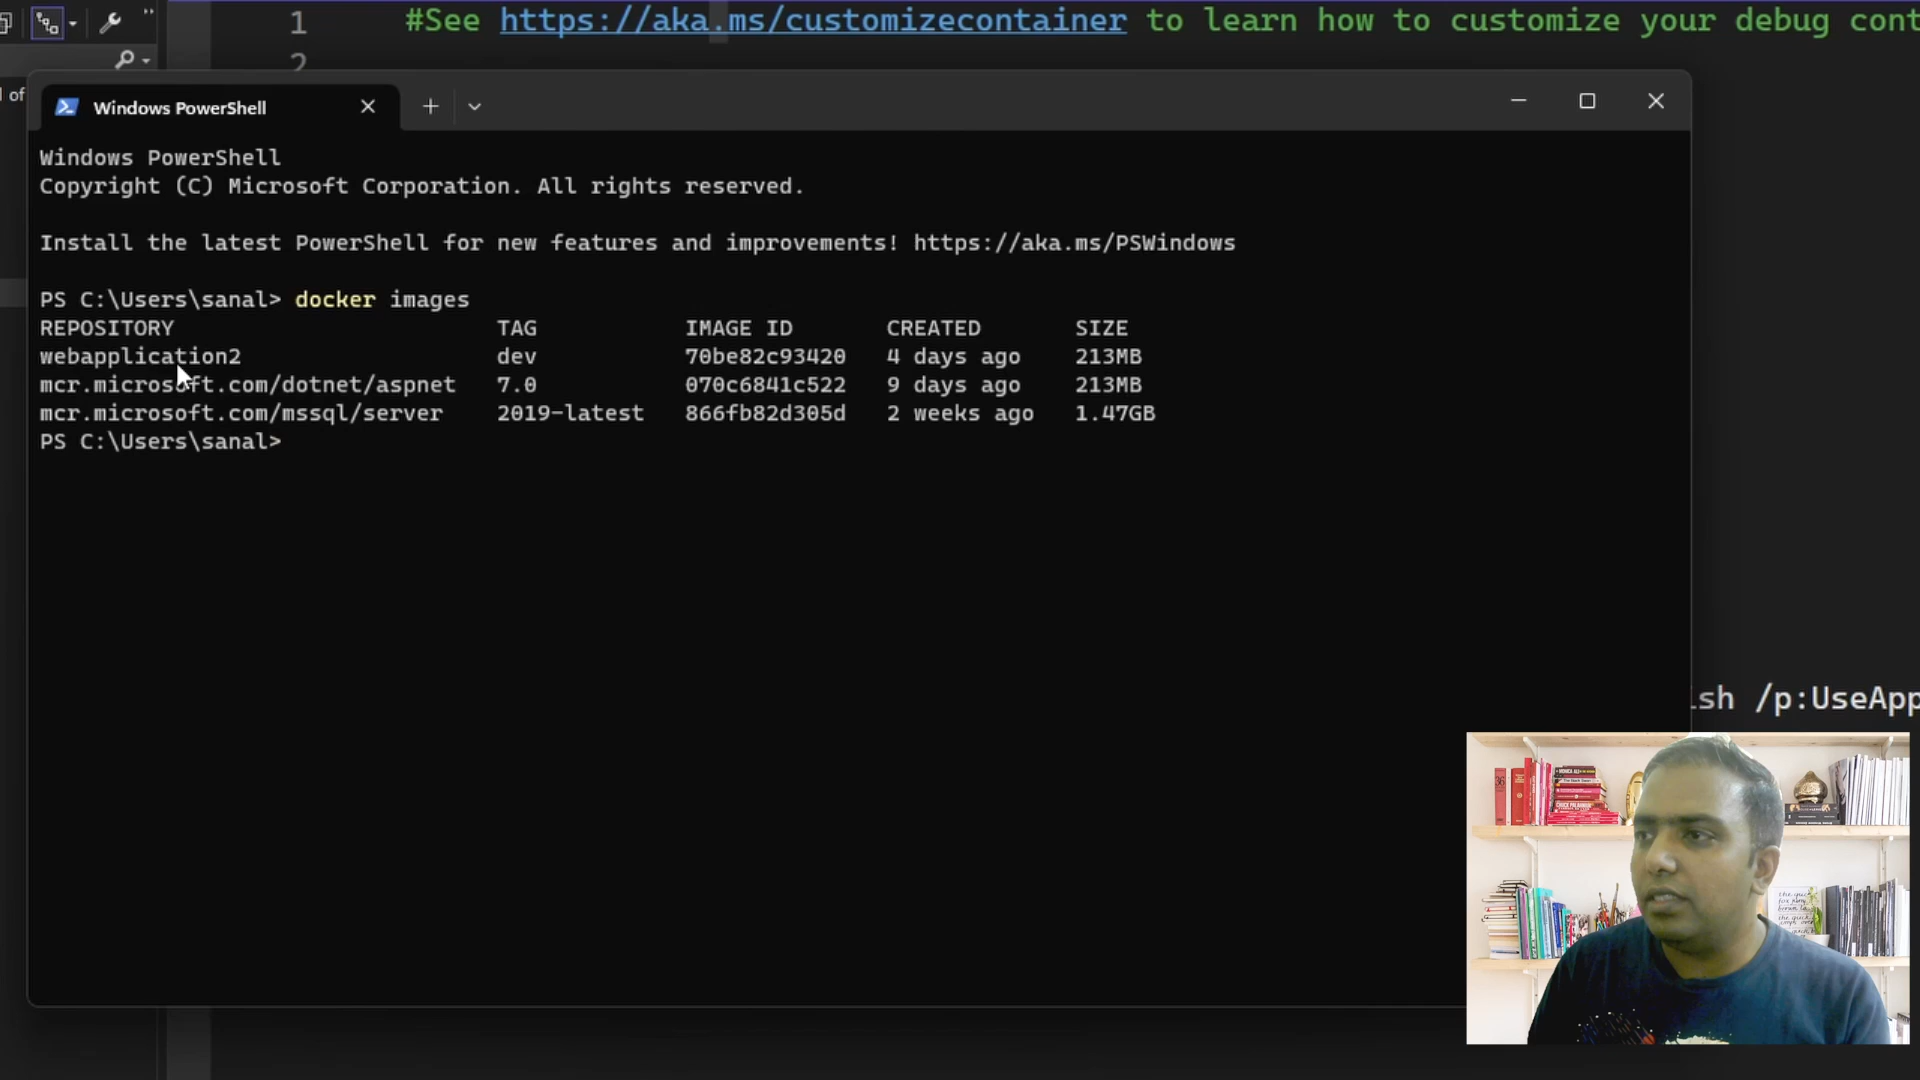 1 #See https://aka.ms/customizecontainer to learn how to customize your debug cont
2
of
Windows PowerShell
Windows PowerShell
Copyright (C) Microsoft Corporation. All rights reserved.
Install the latest PowerShell for new features and improvements! https://aka.ms/PSWindows
PS C:\Users\sanal> docker images
REPOSITORY TAG IMAGE ID CREATED SIZE
webapplication2 dev 70be82c93420 4 days ago 213MB
mcr.microsoft.com/dotnet/aspnet 7.0 070c6841c522 9 days ago 213MB
mcr.microsoft.com/mssql/server 2019-latest 866fb82d305d 2 weeks ago 1.47GB
PS C:\Users\sanal>
ish /p:UseApp
36